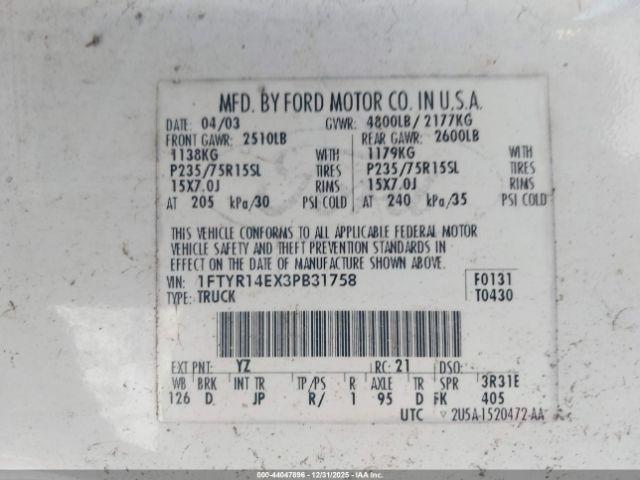 MFD. BY FORD MOTOR CO. IN U.S.A.
DATE: 04/03 GVWR: 4800LB/ 2177KG
FRONT GAWR: 2510LB REAR GAWR: 2600LB
1138KG WITH 1179KG WITH
P235/75R15SL TIRES P235/75R15SL TIRES
15X7.0J RIMS 15X7.0J RIMS
AT 205 kPa/30 PSI COLD AT 240 kPa/35 PSI COLD
THIS VEHICLE CONFORMS TO ALL APPLICABLE FEDERAL MOTOR
VEHICLE SAFETY AND THEFT PREVENTION STANDARDS IN
EFFECT ON THE DATE OF MANUFACTURE SHOWN ABOVE.
VIN: 1FTYR14EX3PB31758 F0131
TYPE: TRUCK T0430
EXT PNT: YZ RC: 21 DSO:
WB BRK INT TR TP/PS R AXLE TR SPR 3R31E
126 D JP R/ 1 95 D FK 405
UTC ▽ 2U5A-1520472-AA
000-44047896 - 12/31/2025 - IAAI.com